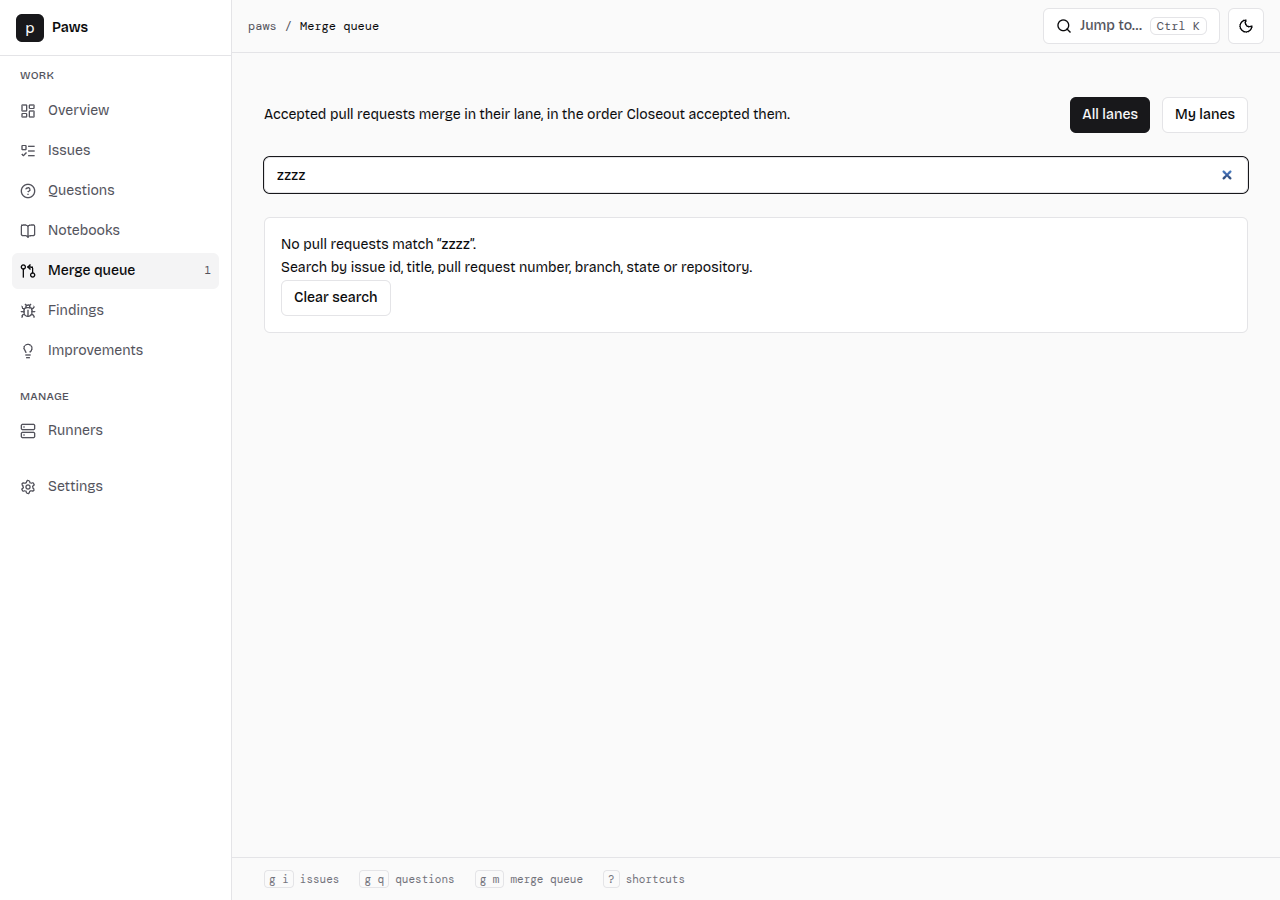 p Paws
paws / Merge queue
Jump to... Ctrl K
WORK
Overview
Issues
Questions
Notebooks
Merge queue 1
Findings
Improvements
MANAGE
Runners
Settings
Accepted pull requests merge in their lane, in the order Closeout accepted them.
All lanes My lanes
zzzz
No pull requests match “zzzz”.
Search by issue id, title, pull request number, branch, state or repository.
Clear search
g i issues g q questions g m merge queue ? shortcuts